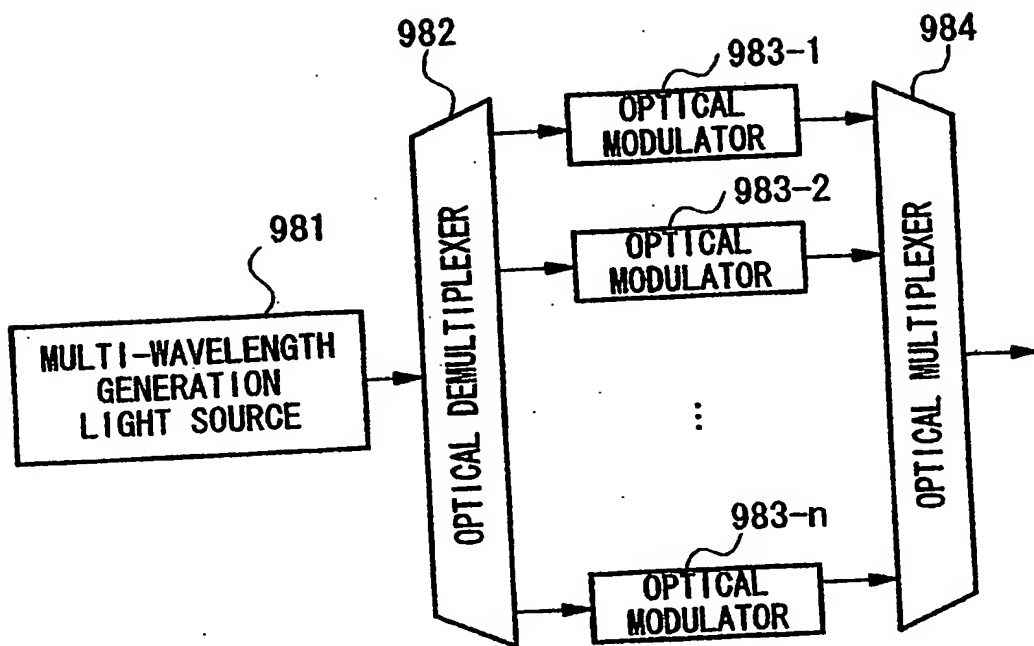 982
983-1
984
OPTICAL
MODULATOR
983-2
OPTICAL
MODULATOR
981
MULTI-WAVELENGTH
GENERATION
LIGHT SOURCE
OPTICAL DEMULTIPLEXER
...
OPTICAL MULTIPLEXER
983-n
OPTICAL
MODULATOR